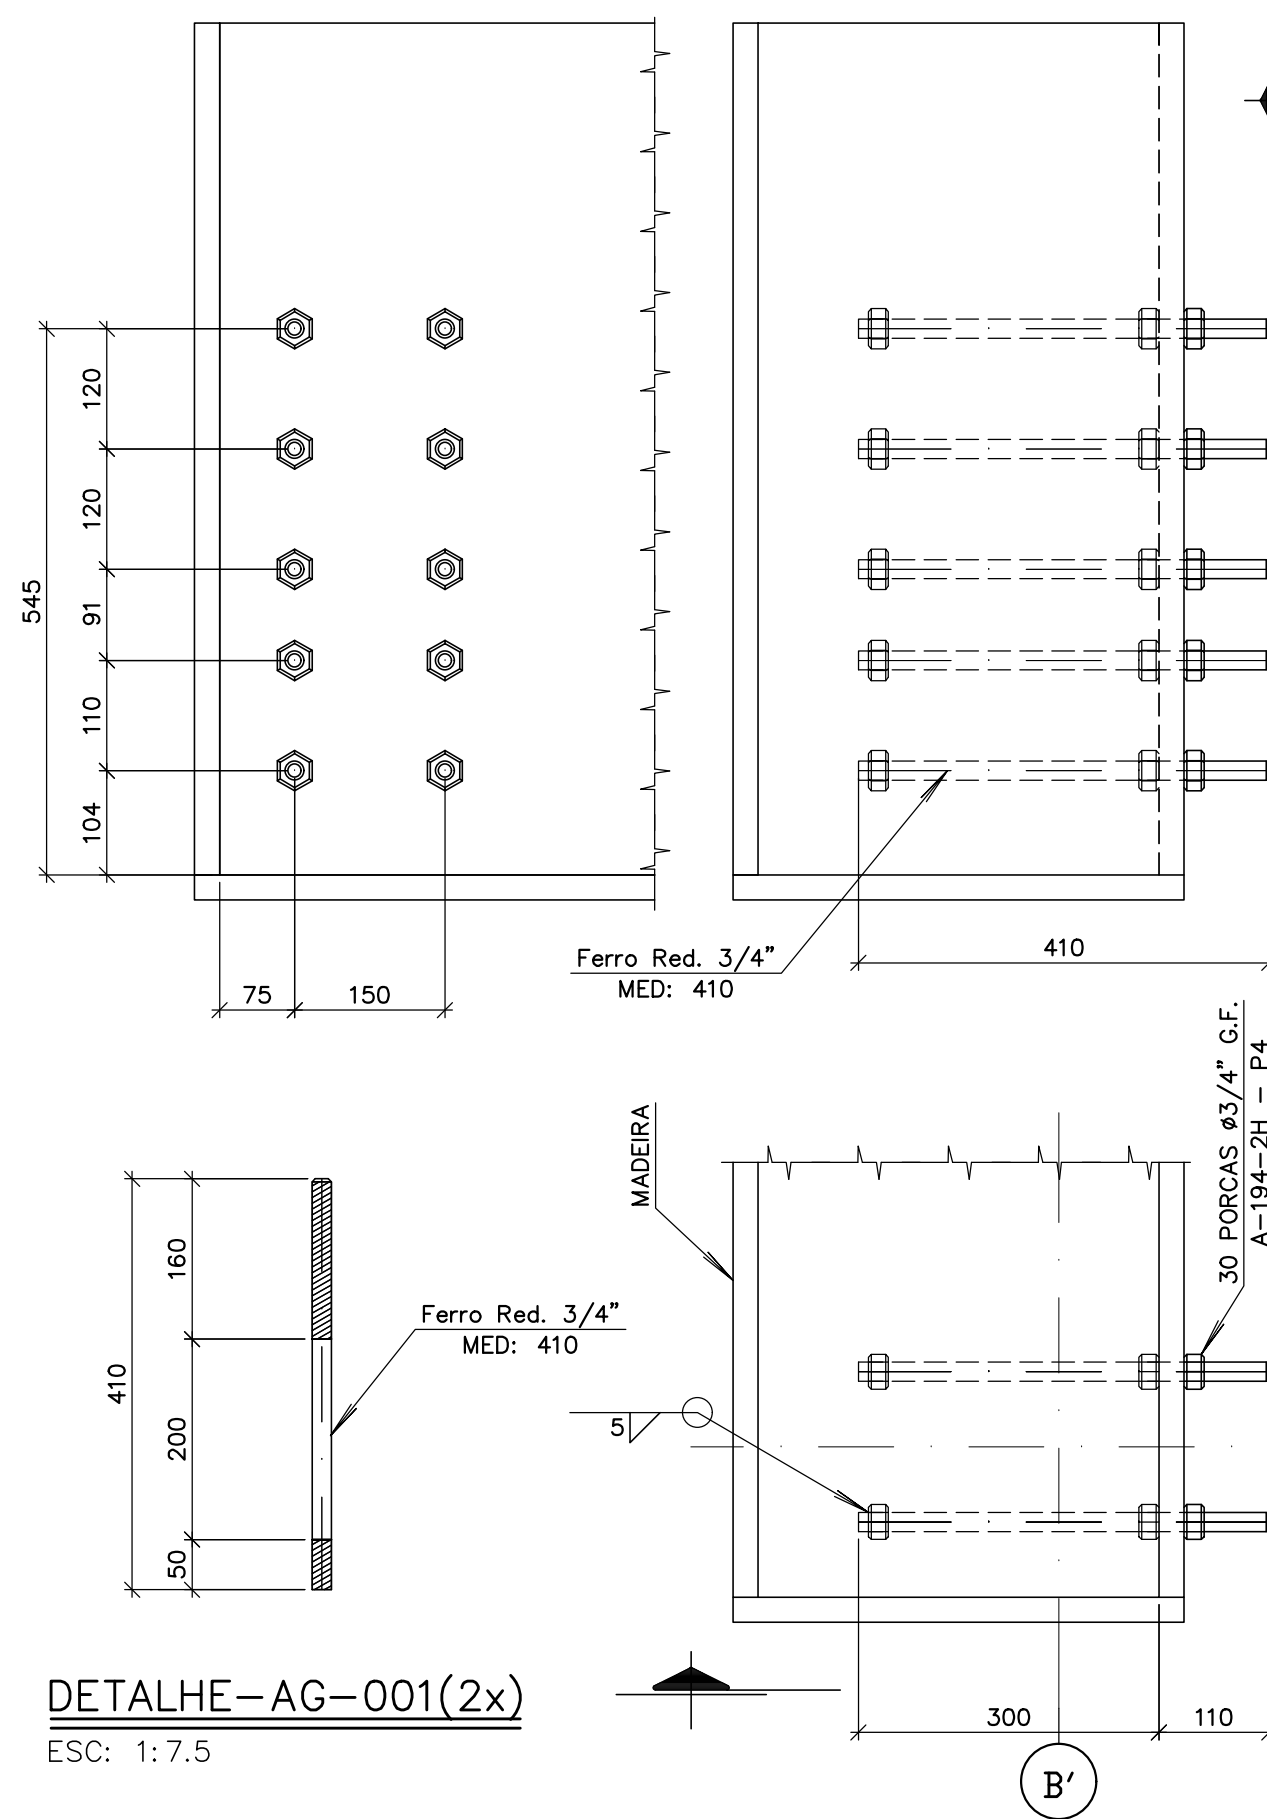 120
120
545
91
110
104
75
150
Ferro Red. 3/4"
MED: 410
410
MADEIRA
30 PORCAS ø3/4" G.F.
A-194-2H - P4
160
410
200
50
Ferro Red. 3/4"
MED: 410
5
300
110
B'
DETALHE-AG-001(2x)
ESC: 1:7.5